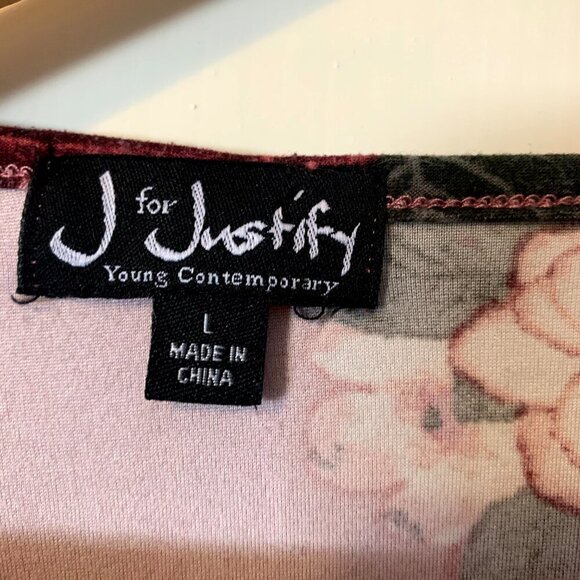 J for Justify
Young Contemporary
L
MADE IN
CHINA